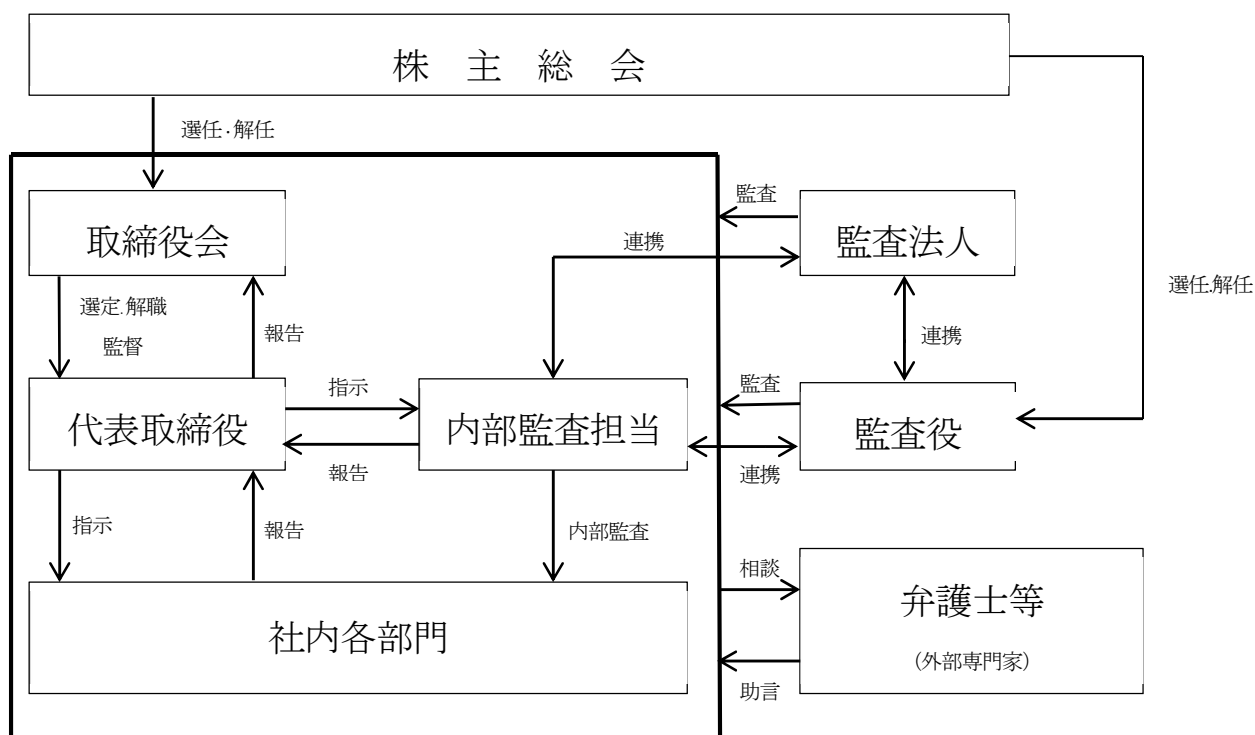 株 主 総 会
選任・解任
取締役会
監査
監査法人
連携
選任.解任
選定.解職
監督
報告
連携
代表取締役
指示
報告
内部監査担当
監査
連携
監査役
指示
報告
内部監査
社内各部門
相談
弁護士等
(外部専門家)
助言